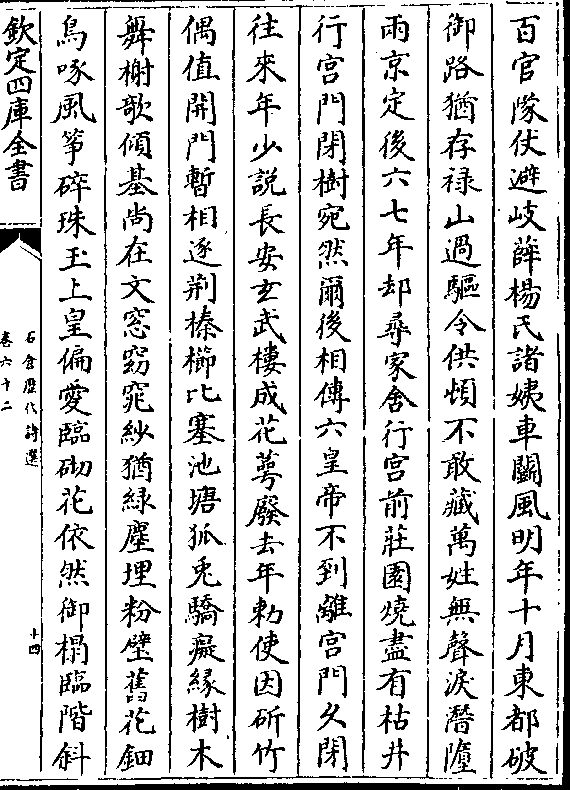 百官隊仗避岐薛楊氏諸姨車鬭風明年十月東都破
御路猶存祿山過驅令供頓不敢藏萬姓無聲淚潛墮
兩京定後六七年却尋家舍行宫前莊園燒盡有枯井
行宫門閉樹宛然爾後相傳六皇帝不到離宫門久閉
往來年少說長安玄武樓成花萼廢去年勅使因斫竹
偶值開門暫相逐荆榛櫛比塞池塘狐兎驕癡緣樹木
舞榭歌傾基尚在文窓窈窕紗猶緑塵埋粉壁舊花鈿
鳥啄風筝碎珠玉上皇偏愛臨砌花依然御榻臨階斜
欽定四庫全書
石倉歷代詩選
卷六十二
十四